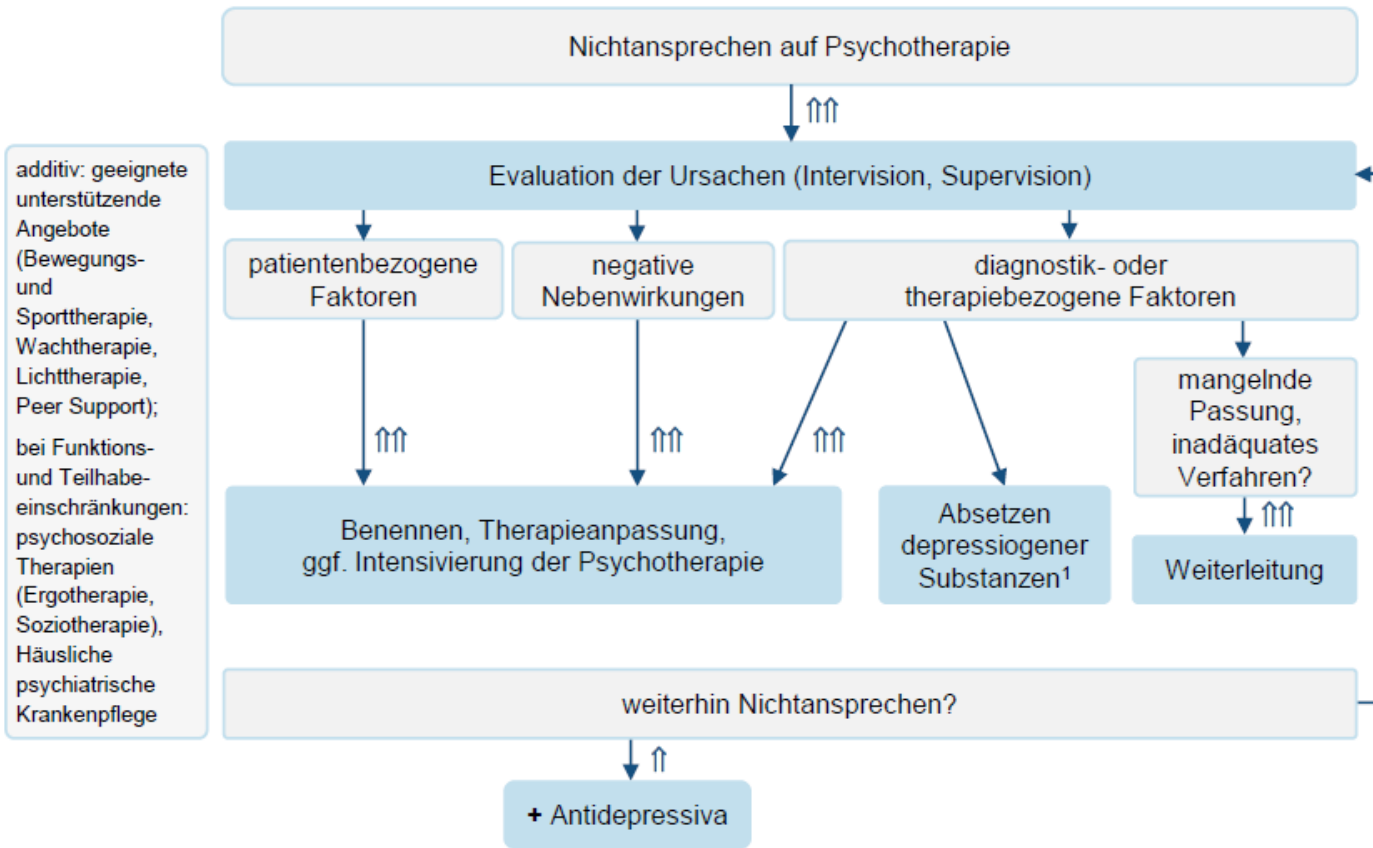 Nichtansprechen auf Psychotherapie
⇑⇑
Evaluation der Ursachen (Intervision, Supervision)
additiv: geeignete
unterstützende
Angebote
(Bewegungs-
und
Sporttherapie,
Wachtherapie,
Lichttherapie,
Peer Support);
bei Funktions-
und Teilhabe-
einschränkungen:
psychosoziale
Therapien
(Ergotherapie,
Soziotherapie),
Häusliche
psychiatrische
Krankenpflege
patientenbezogene
Faktoren
negative
Nebenwirkungen
diagnostik- oder
therapiebezogene Faktoren
mangelnde
Passung,
inadäquates
Verfahren?
⇑⇑
⇑⇑
⇑⇑
⇑⇑
Benennen, Therapieanpassung,
ggf. Intensivierung der Psychotherapie
Absetzen
depressiogener
Substanzen¹
Weiterleitung
weiterhin Nichtansprechen?
⇑
+ Antidepressiva